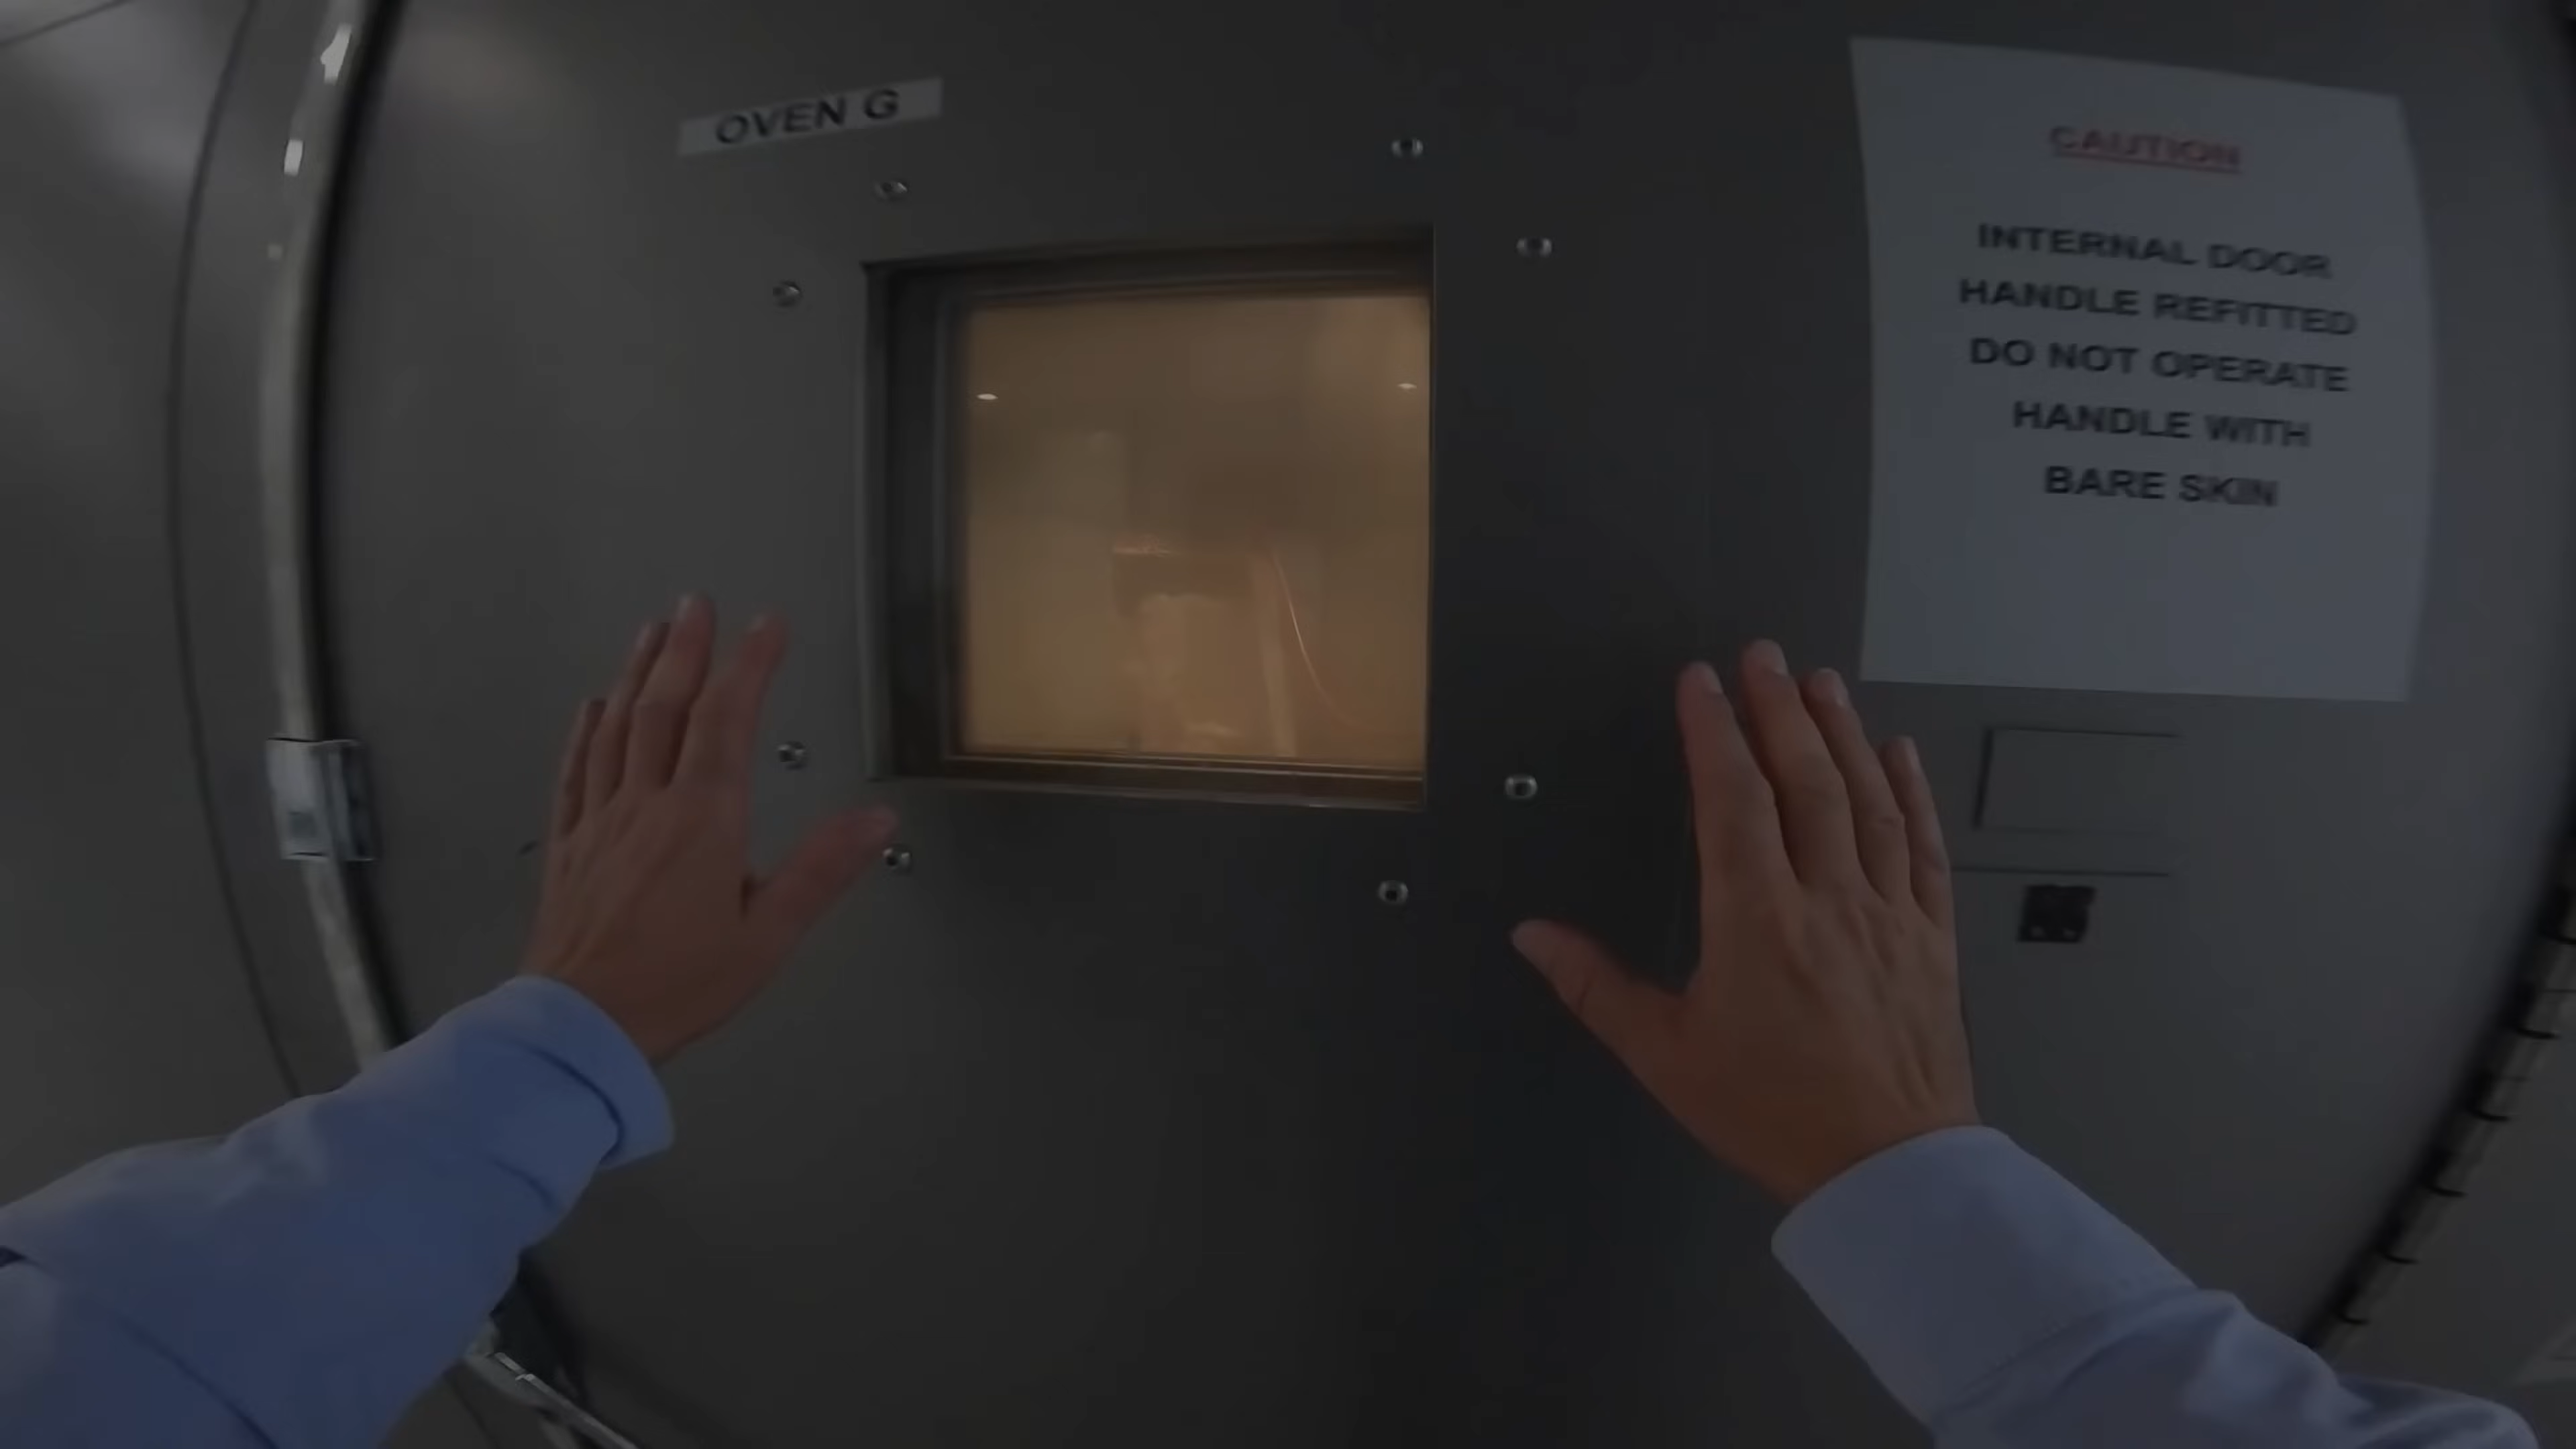 OVEN G
CAUTION
INTERNAL DOOR
HANDLE REFITTED
DO NOT OPERATE
HANDLE WITH
BARE SKIN